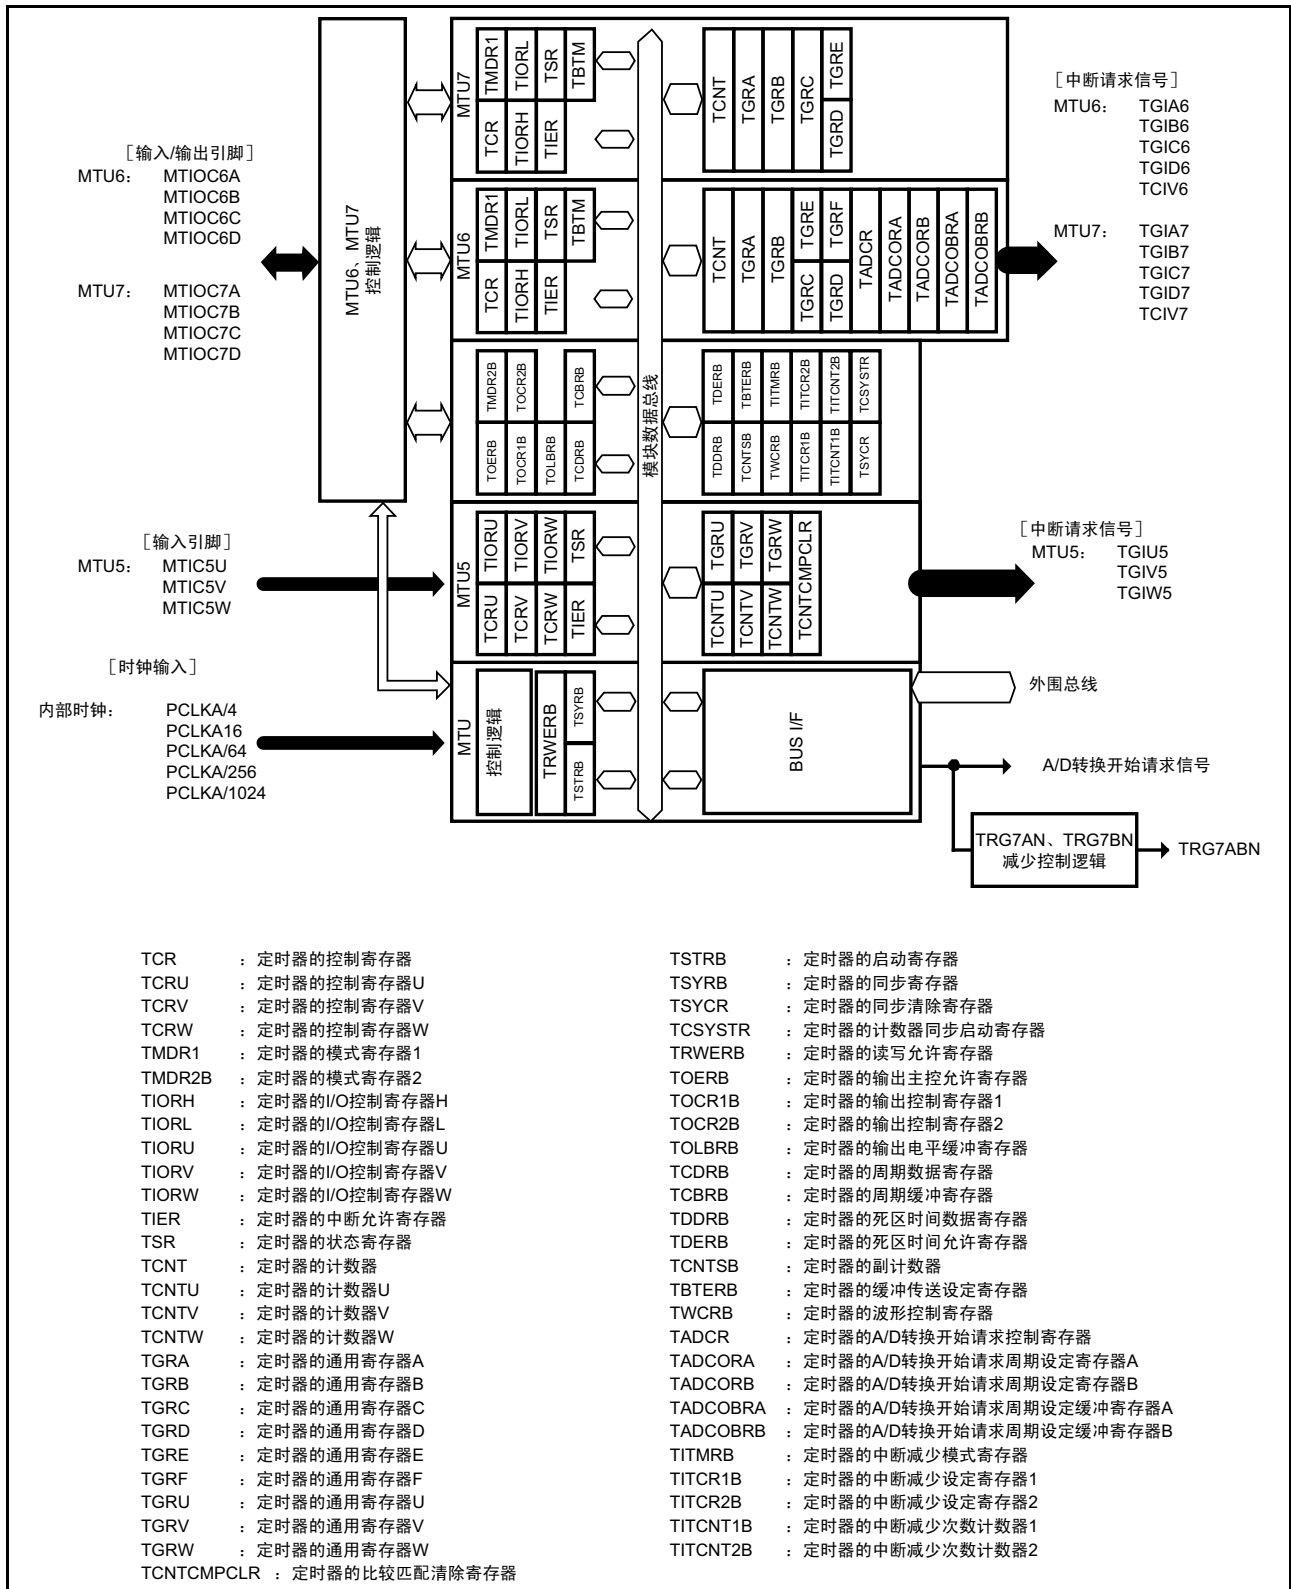 [输入/输出引脚]
MTU6： MTIOC6A
MTIOC6B
MTIOC6C
MTIOC6D
MTU7： MTIOC7A
MTIOC7B
MTIOC7C
MTIOC7D
[输入引脚]
MTU5： MTIC5U
MTIC5V
MTIC5W
[时钟输入]
内部时钟： PCLKA/4
PCLKA16
PCLKA/64
PCLKA/256
PCLKA/1024
MTU6、MTU7
控制逻辑
MTU7
TMDR1
TIORL
TSR
TBTM
TCR
TIORH
TIER
TCNT
TGRA
TGRB
TGRC
TGRE
TGRD
MTU6
TMDR1
TIORL
TSR
TBTM
TCR
TIORH
TIER
TCNT
TGRA
TGRB
TGRE
TGRF
TGRC
TGRD
TADCR
TADCORA
TADCORB
TADCOBRA
TADCOBRB
TMDR2B
TOCR2B
TCBRB
TOERB
TOCR1B
TOLBRB
TCDRB
模块数据总线
TDERB
TBTERB
TITMRB
TITCR2B
TITCNT2B
TCSYSTR
TDDRB
TCNTSB
TWCRB
TITCR1B
TITCNT1B
TSYCR
MTU5
TIORU
TIORV
TIORW
TSR
TCRU
TCRV
TCRW
TIER
TGRU
TGRV
TGRW
TCNTU
TCNTV
TCNTW
TCNTCMPCLR
MTU
控制逻辑
TRWERB
TSYRB
TSTRB
BUS I/F
[中断请求信号]
MTU6： TGIA6
TGIB6
TGIC6
TGID6
TCIV6
MTU7： TGIA7
TGIB7
TGIC7
TGID7
TCIV7
[中断请求信号]
MTU5： TGIU5
TGIV5
TGIW5
外围总线
A/D转换开始请求信号
TRG7AN、TRG7BN
减少控制逻辑
TRG7ABN
TCR ：定时器的控制寄存器
TCRU ：定时器的控制寄存器U
TCRV ：定时器的控制寄存器V
TCRW ：定时器的控制寄存器W
TMDR1 ：定时器的模式寄存器1
TMDR2B ：定时器的模式寄存器2
TIORH ：定时器的I/O控制寄存器H
TIORL ：定时器的I/O控制寄存器L
TIORU ：定时器的I/O控制寄存器U
TIORV ：定时器的I/O控制寄存器V
TIORW ：定时器的I/O控制寄存器W
TIER ：定时器的中断允许寄存器
TSR ：定时器的状态寄存器
TCNT ：定时器的计数器
TCNTU ：定时器的计数器U
TCNTV ：定时器的计数器V
TCNTW ：定时器的计数器W
TGRA ：定时器的通用寄存器A
TGRB ：定时器的通用寄存器B
TGRC ：定时器的通用寄存器C
TGRD ：定时器的通用寄存器D
TGRE ：定时器的通用寄存器E
TGRF ：定时器的通用寄存器F
TGRU ：定时器的通用寄存器U
TGRV ：定时器的通用寄存器V
TGRW ：定时器的通用寄存器W
TCNTCMPCLR ：定时器的比较匹配清除寄存器
TSTRB ：定时器的启动寄存器
TSYRB ：定时器的同步寄存器
TSYCR ：定时器的同步清除寄存器
TCSYSTR ：定时器的计数器同步启动寄存器
TRWERB ：定时器的读写允许寄存器
TOERB ：定时器的输出主控允许寄存器
TOCR1B ：定时器的输出控制寄存器1
TOCR2B ：定时器的输出控制寄存器2
TOLBRB ：定时器的输出电平缓冲寄存器
TCDRB ：定时器的周期数据寄存器
TCBRB ：定时器的周期缓冲寄存器
TDDRB ：定时器的死区时间数据寄存器
TDERB ：定时器的死区时间允许寄存器
TCNTSB ：定时器的副计数器
TBTERB ：定时器的缓冲传送设定寄存器
TWCRB ：定时器的波形控制寄存器
TADCR ：定时器的A/D转换开始请求控制寄存器
TADCORA ：定时器的A/D转换开始请求周期设定寄存器A
TADCORB ：定时器的A/D转换开始请求周期设定寄存器B
TADCOBRA ：定时器的A/D转换开始请求周期设定缓冲寄存器A
TADCOBRB ：定时器的A/D转换开始请求周期设定缓冲寄存器B
TITMRB ：定时器的中断减少模式寄存器
TITCR1B ：定时器的中断减少设定寄存器1
TITCR2B ：定时器的中断减少设定寄存器2
TITCNT1B ：定时器的中断减少次数计数器1
TITCNT2B ：定时器的中断减少次数计数器2